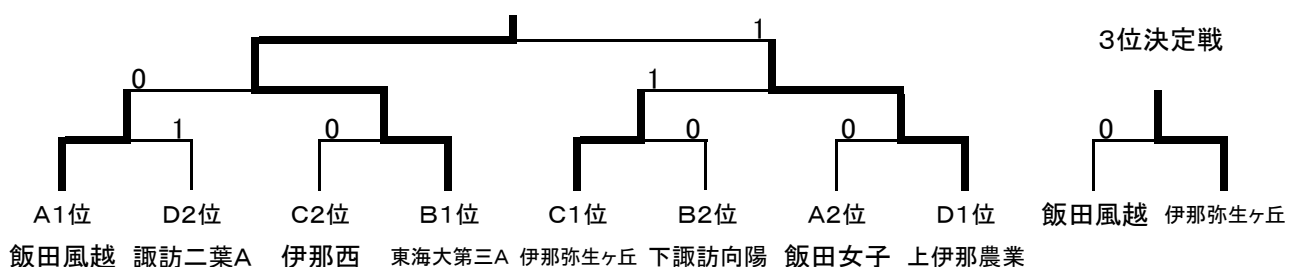 1
3位決定戦
0 1
1 0 0 0 0
A1位 D2位 C2位 B1位 C1位 B2位 A2位 D1位 飯田風越 伊那弥生ヶ丘
飯田風越 諏訪二葉A 伊那西 東海大第三A 伊那弥生ヶ丘 下諏訪向陽 飯田女子 上伊那農業